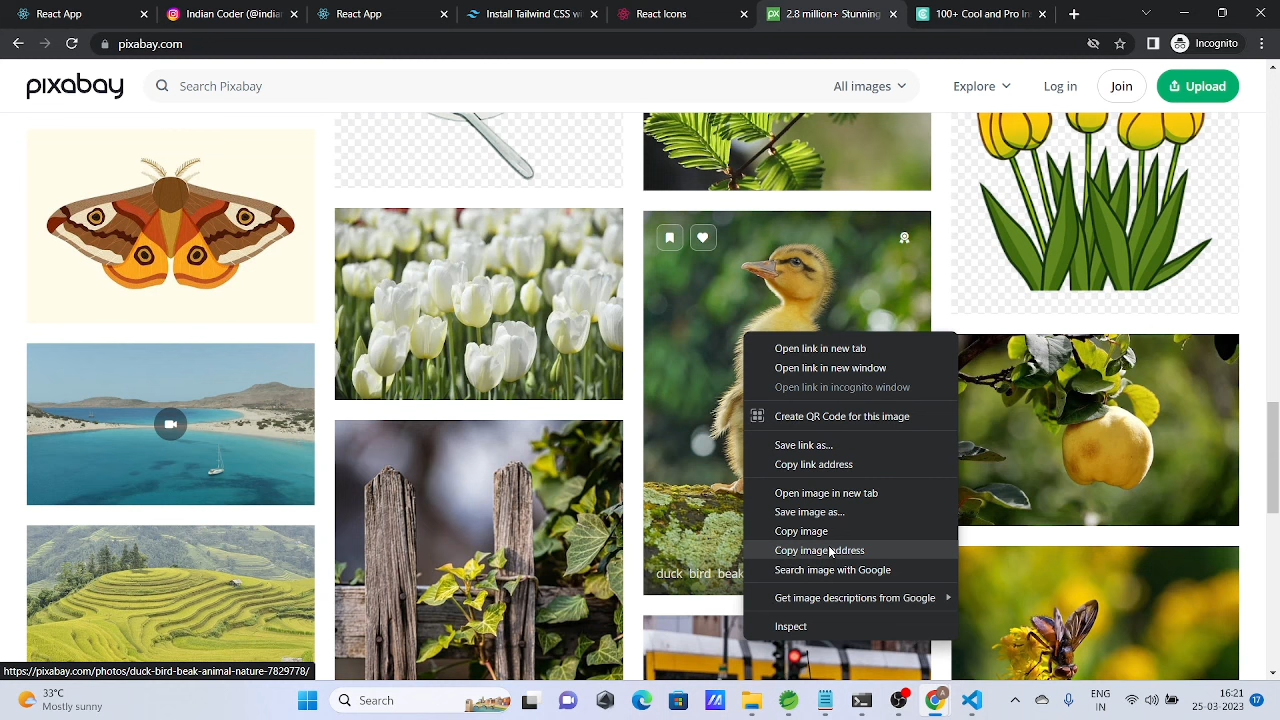 React App
Indian Coder (@indian
React App
Install Tailwind CSS w
React Icons
2.8 million+ Stunning
100+ Cool and Pro In
pixabay.com
Incognito
pixabay
Search Pixabay
All images
Explore
Log in
Join
Upload
Open link in new tab
Open link in new window
Open link in incognito window
Create QR Code for this image
Save link as...
Copy link address
Open image in new tab
Save image as...
Copy image
Copy image address
Search image with Google
Get image descriptions from Google
Inspect
duck bird beak
https://pixabay.com/photos/duck-bird-beak-animal-nature-7829778/
33°C
Mostly sunny
Search
A
ENG
IN
16:21
25-03-2023
17